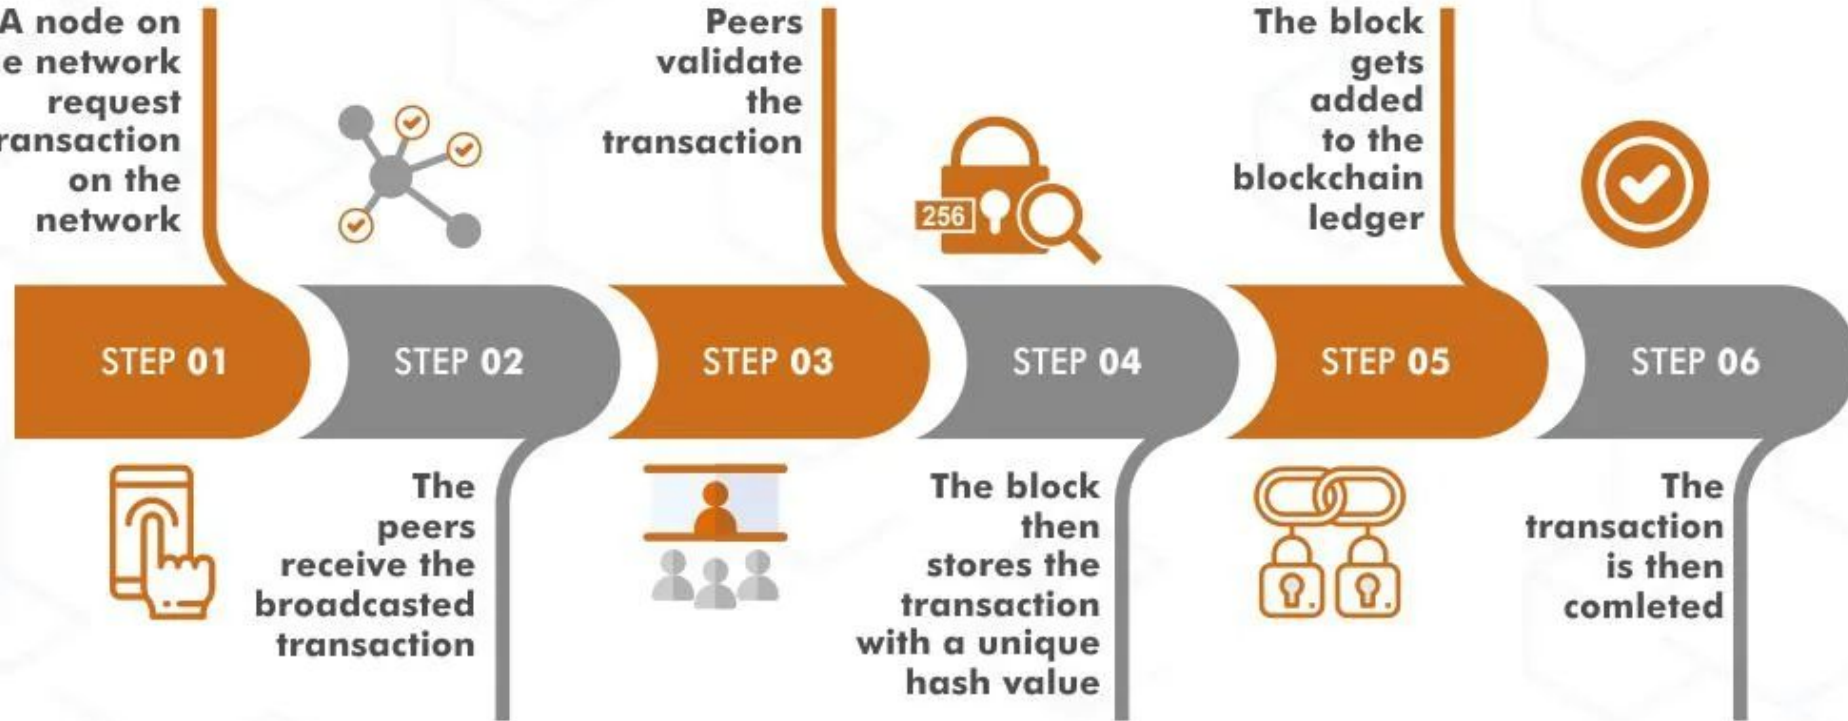 A node on
e network
request
ransaction
on the
network
STEP 01
The
peers
receive the
broadcasted
transaction
STEP 02
Peers
validate
the
transaction
STEP 03
256
The block
then
stores the
transaction
with a unique
hash value
STEP 04
The block
gets
added
to the
blockchain
ledger
STEP 05
The
transaction
is then
comleted
STEP 06